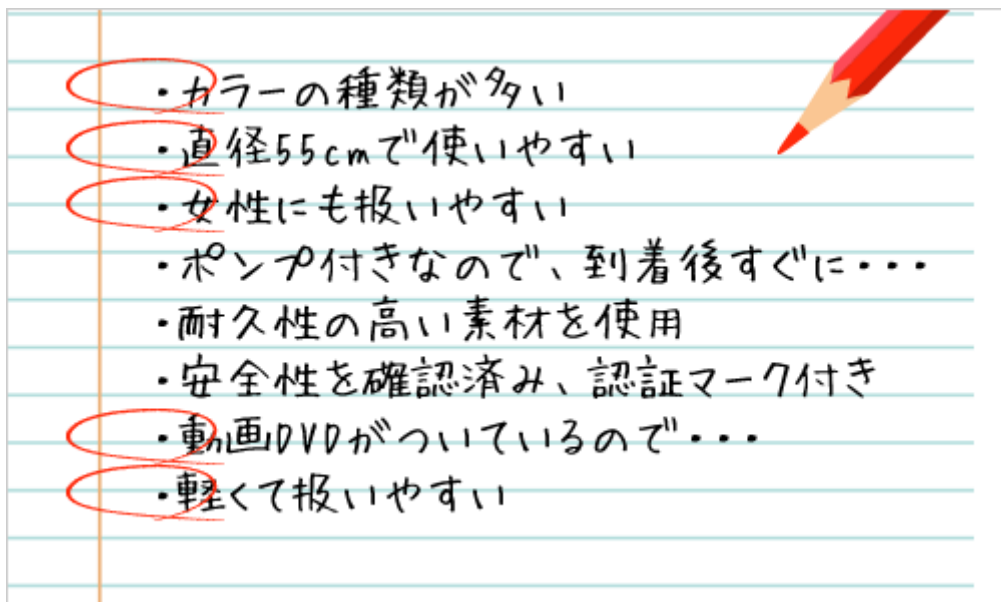 ・カラーの種類が多い
・直径55cmで使いやすい
・女性にも扱いやすい
・ポンプ付きなので、到着後すぐに・・・
・耐久性の高い素材を使用
・安全性を確認済み、認証マーク付き
・動画DVDがついているので・・・
・軽くて扱いやすい